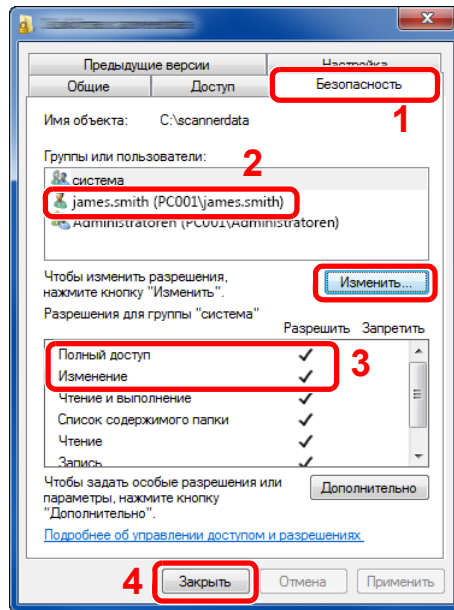 Предыдущие версии
Настройка
Общие
Доступ
Безопасность
1
Имя объекта: C:\scannerdata
Группы или пользователи:
2
система
james.smith (PC001\james.smith)
Administratoren (PC001\Administratoren)
Чтобы изменить разрешения,
нажмите кнопку "Изменить".
Изменить...
Разрешения для группы "система"
Разрешить Запретить
Полный доступ
Изменение
3
Чтение и выполнение
Список содержимого папки
Чтение
Запись
Чтобы задать особые разрешения или
параметры, нажмите кнопку
"Дополнительно".
Дополнительно
Подробнее об управлении доступом и разрешениях
4
Закрыть
Отмена
Применить